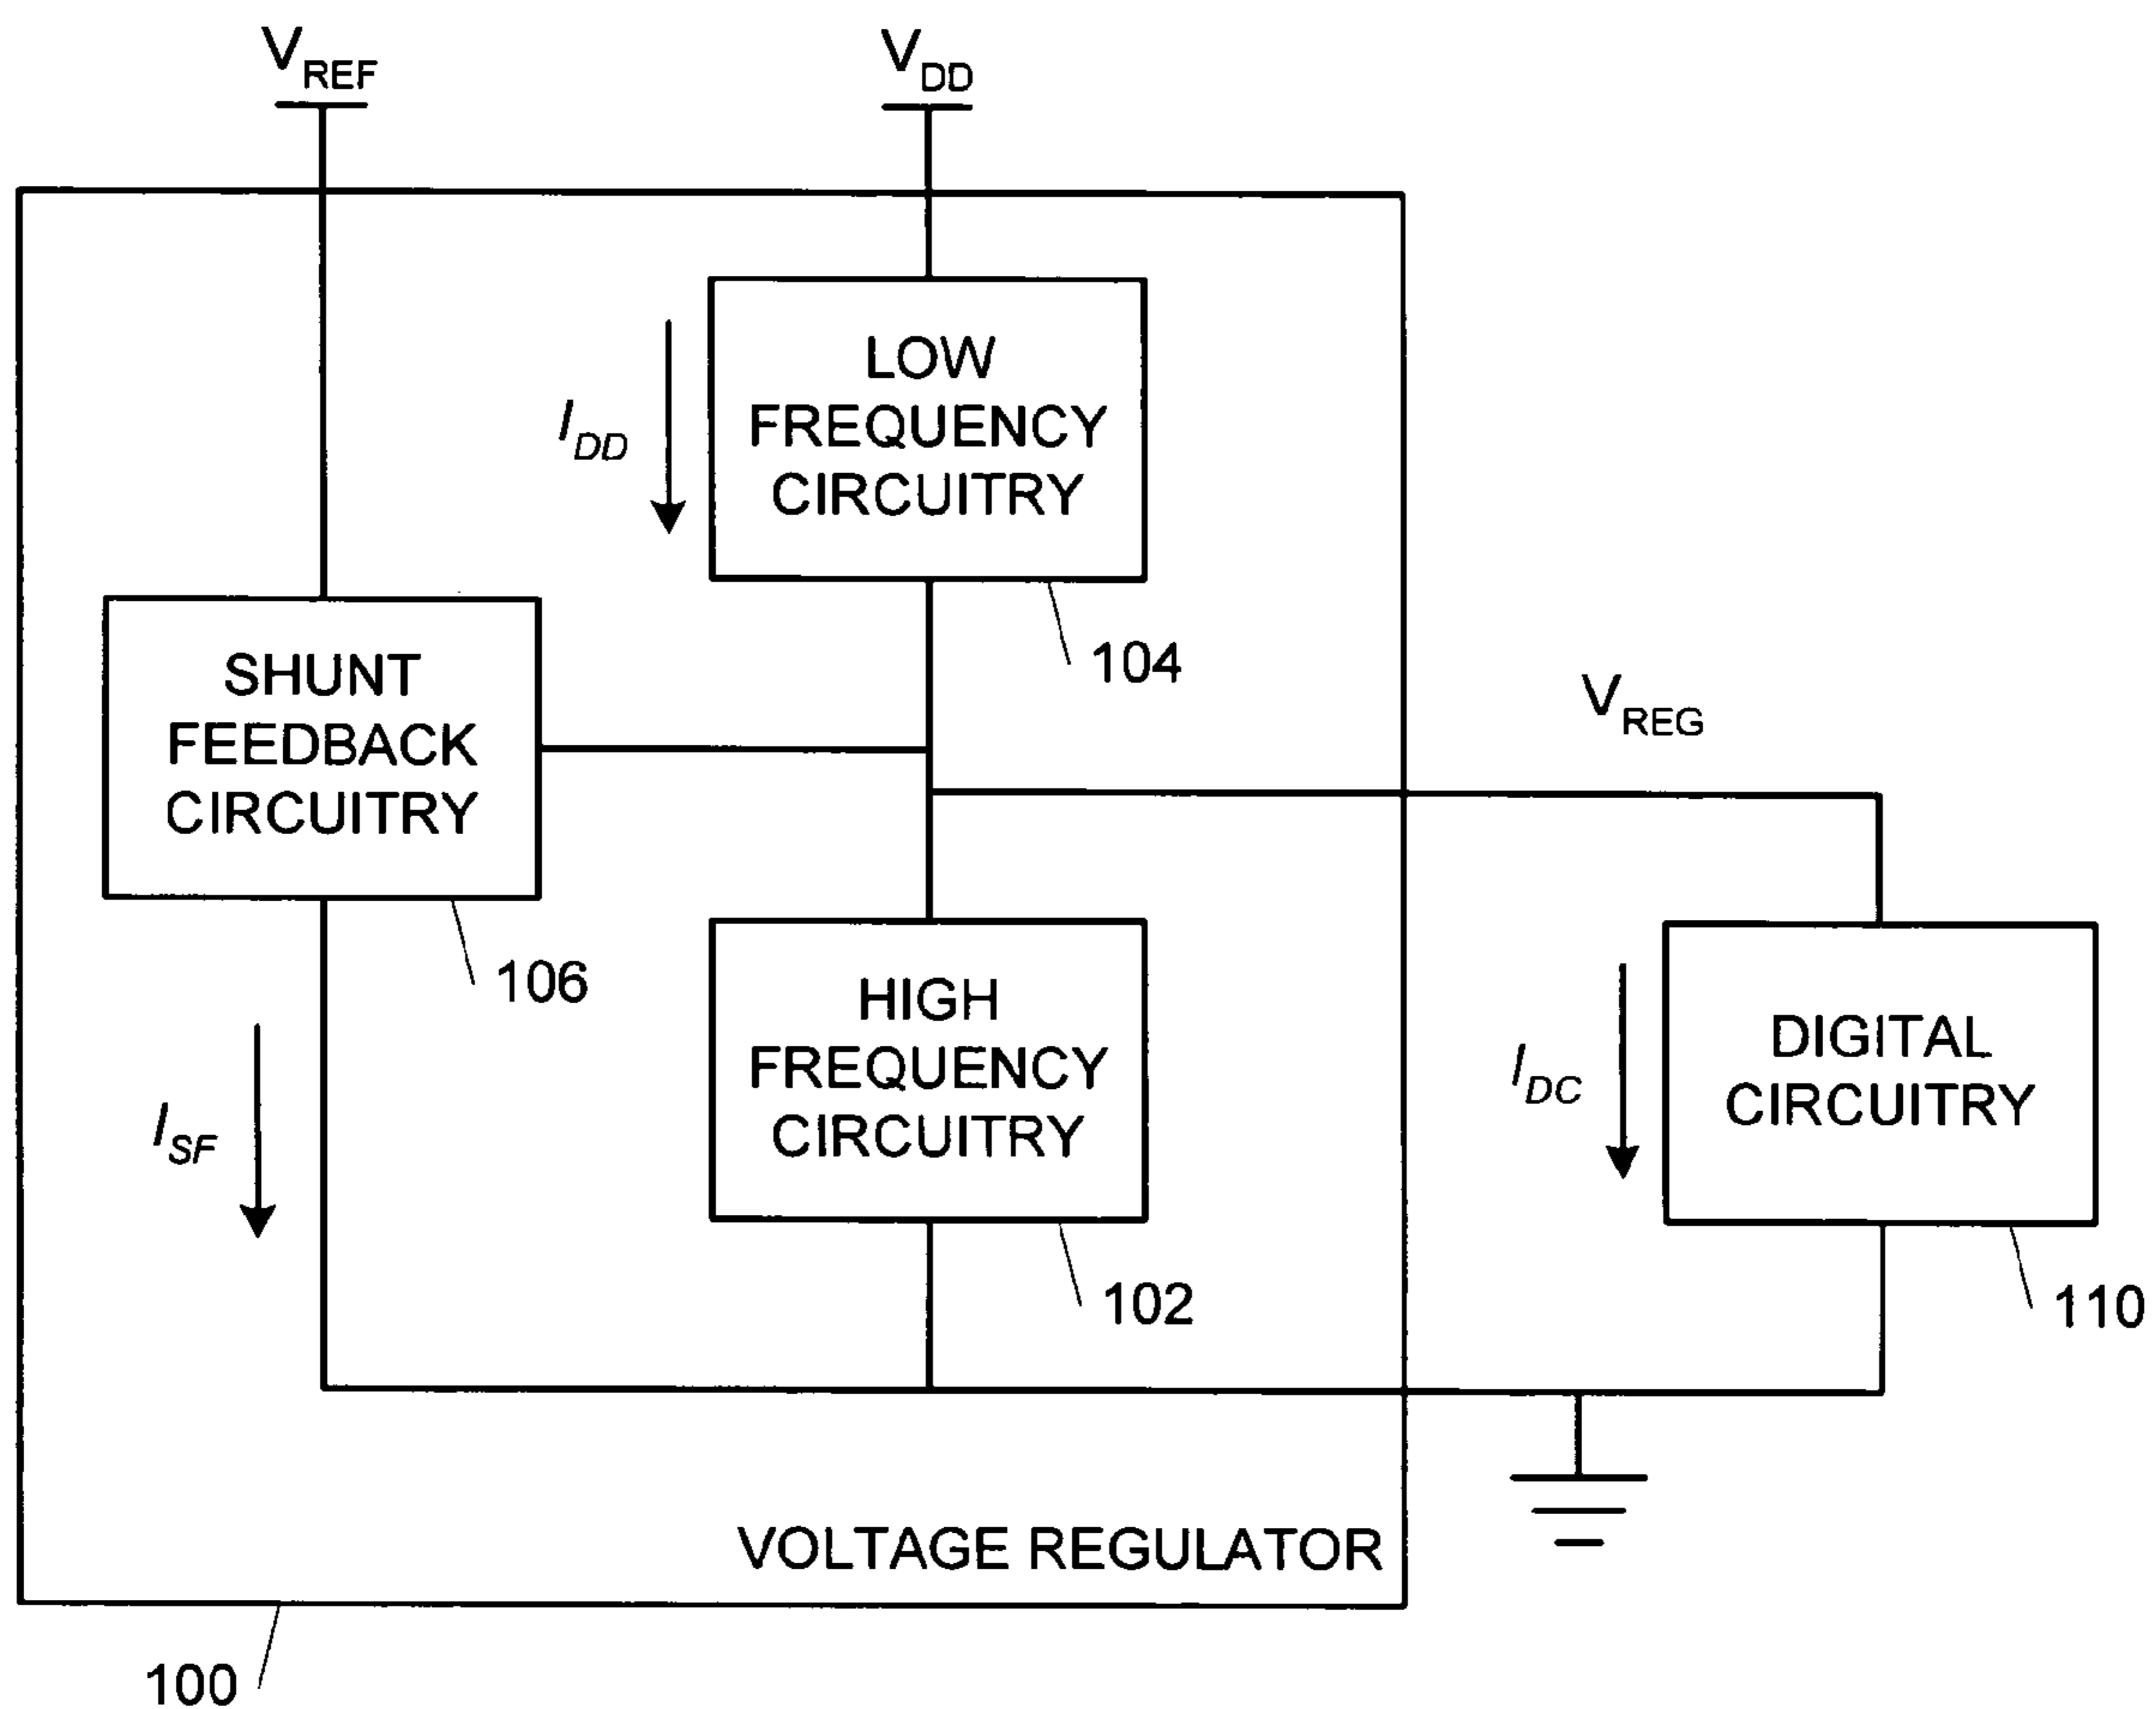 VREF
VDD
LOW
FREQUENCY
CIRCUITRY
IDD
104
SHUNT
FEEDBACK
CIRCUITRY
VREG
106
HIGH
FREQUENCY
CIRCUITRY
DIGITAL
CIRCUITRY
IDC
ISF
102
110
VOLTAGE REGULATOR
100